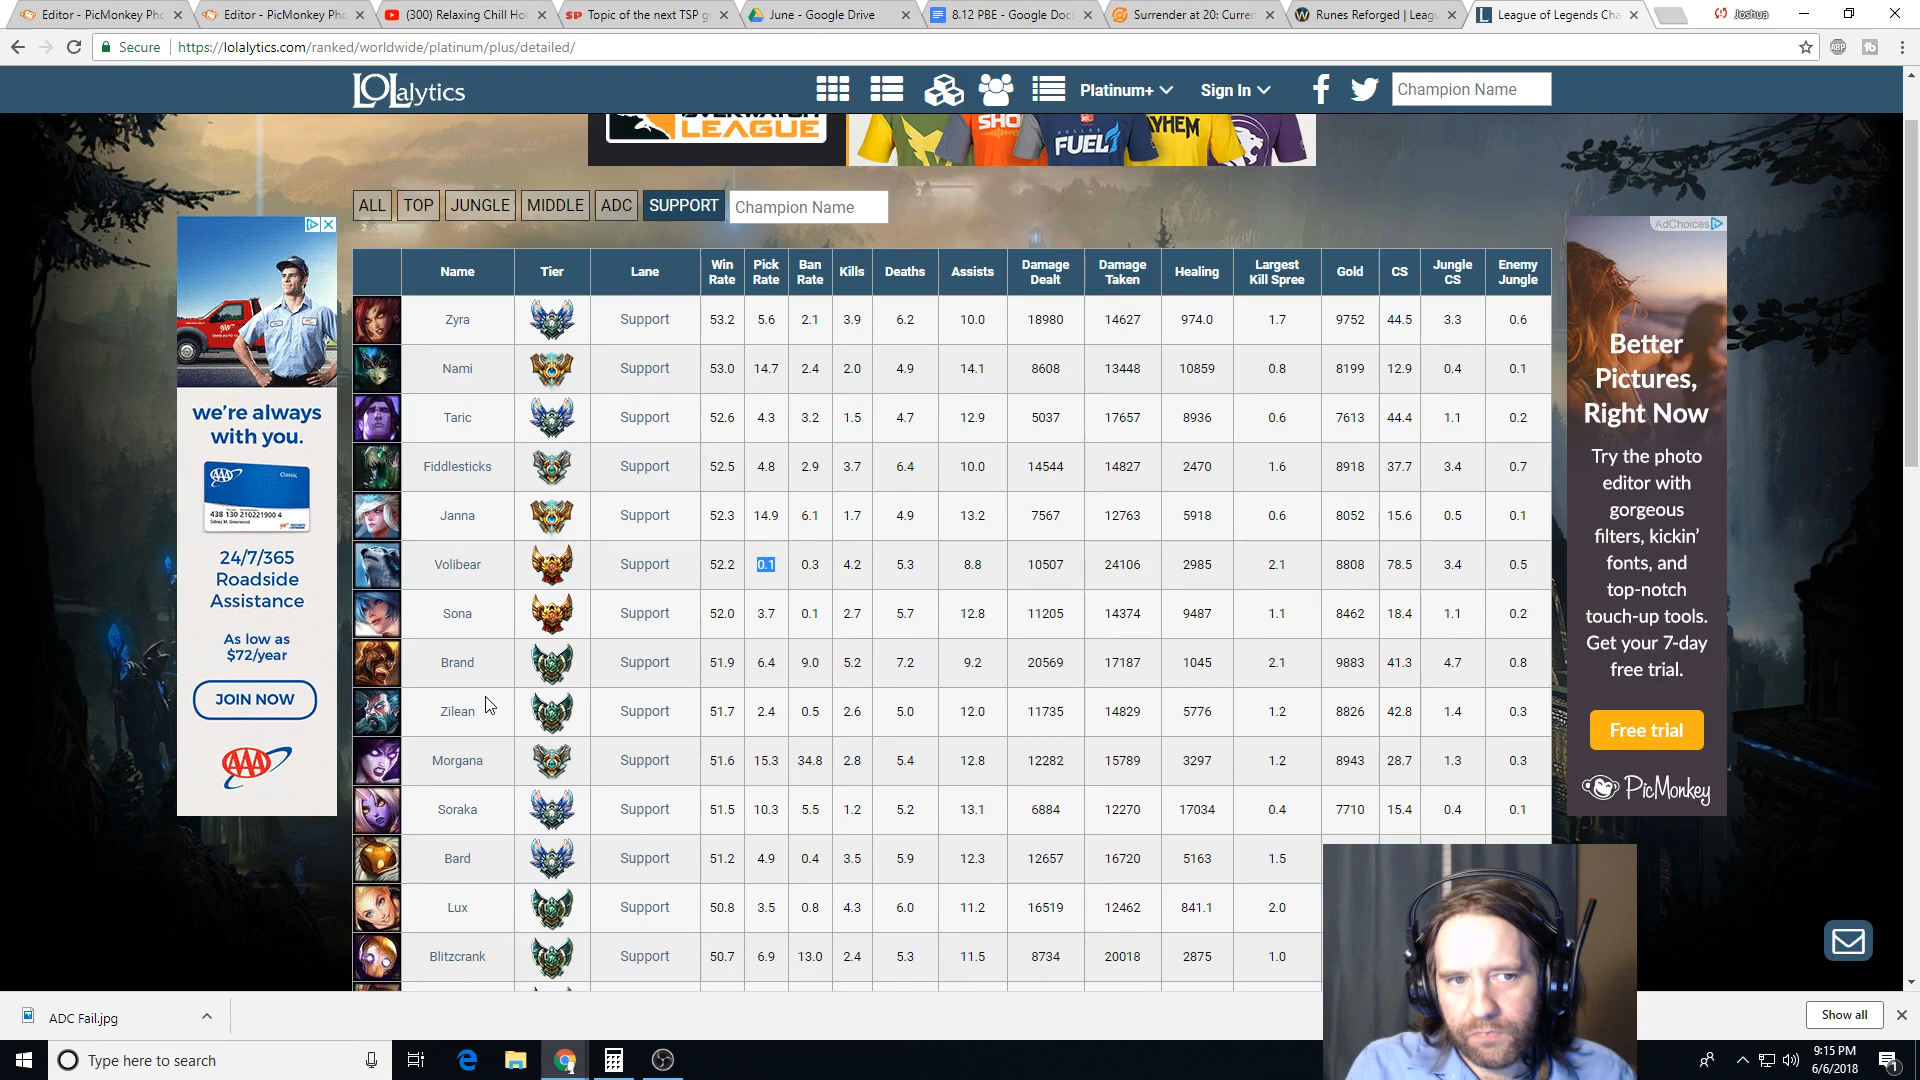 Editor - PicMonkey Pho
Editor - PicMonkey Pho
(300) Relaxing Chill Hou
Topic of the next TSP g
June - Google Drive
8.12 PBE - Google Docs
Surrender at 20: Curren
Runes Reforged | Leagu
League of Legends Cha
Joshua
Secure
https://lolalytics.com/ranked/worldwide/platinum/plus/detailed/
ABP
LOLalytics
Platinum+
Sign In
Champion Name
OVERWATCH
LEAGUE
SHO
DALLAS
FUEL
AYHEM
ALL
TOP
JUNGLE
MIDDLE
ADC
SUPPORT
Champion Name
Name Tier Lane Win Rate Pick Rate Ban Rate Kills Deaths Assists Damage Dealt Damage Taken Healing Largest Kill Spree Gold CS Jungle CS Enemy Jungle
Zyra Support 53.2 5.6 2.1 3.9 6.2 10.0 18980 14627 974.0 1.7 9752 44.5 3.3 0.6
Nami Support 53.0 14.7 2.4 2.0 4.9 14.1 8608 13448 10859 0.8 8199 12.9 0.4 0.1
Taric Support 52.6 4.3 3.2 1.5 4.7 12.9 5037 17657 8936 0.6 7613 44.4 1.1 0.2
Fiddlesticks Support 52.5 4.8 2.9 3.7 6.4 10.0 14544 14827 2470 1.6 8918 37.7 3.4 0.7
Janna Support 52.3 14.9 6.1 1.7 4.9 13.2 7567 12763 5918 0.6 8052 15.6 0.5 0.1
Volibear Support 52.2 0.1 0.3 4.2 5.3 8.8 10507 24106 2985 2.1 8808 78.5 3.4 0.5
Sona Support 52.0 3.7 0.1 2.7 5.7 12.8 11205 14374 9487 1.1 8462 18.4 1.1 0.2
Brand Support 51.9 6.4 9.0 5.2 7.2 9.2 20569 17187 1045 2.1 9883 41.3 4.7 0.8
Zilean Support 51.7 2.4 0.5 2.6 5.0 12.0 11735 14829 5776 1.2 8826 42.8 1.4 0.3
Morgana Support 51.6 15.3 34.8 2.8 5.4 12.8 12282 15789 3297 1.2 8943 28.7 1.3 0.3
Soraka Support 51.5 10.3 5.5 1.2 5.2 13.1 6884 12270 17034 0.4 7710 15.4 0.4 0.1
Bard Support 51.2 4.9 0.4 3.5 5.9 12.3 12657 16720 5163 1.5
Lux Support 50.8 3.5 0.8 4.3 6.0 11.2 16519 12462 841.1 2.0
Blitzcrank Support 50.7 6.9 13.0 2.4 5.3 11.5 8734 20018 2875 1.0
we're always
with you.
AAA
Classic
438 130 210221900 4
24/7/365
Roadside
Assistance
As low as
$72/year
JOIN NOW
AAA
AdChoices
Better
Pictures,
Right Now
Try the photo
editor with
gorgeous
filters, kickin'
fonts, and
top-notch
touch-up tools.
Get your 7-day
free trial.
Free trial
PicMonkey
ADC Fail.jpg
Show all
Type here to search
9:15 PM
6/6/2018
1